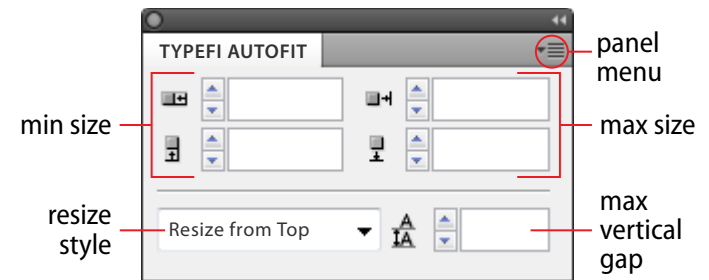 TYPEFI AUTOFIT
panel
menu
min size
max size
resize
style
Resize from Top
A
A
max
vertical
gap